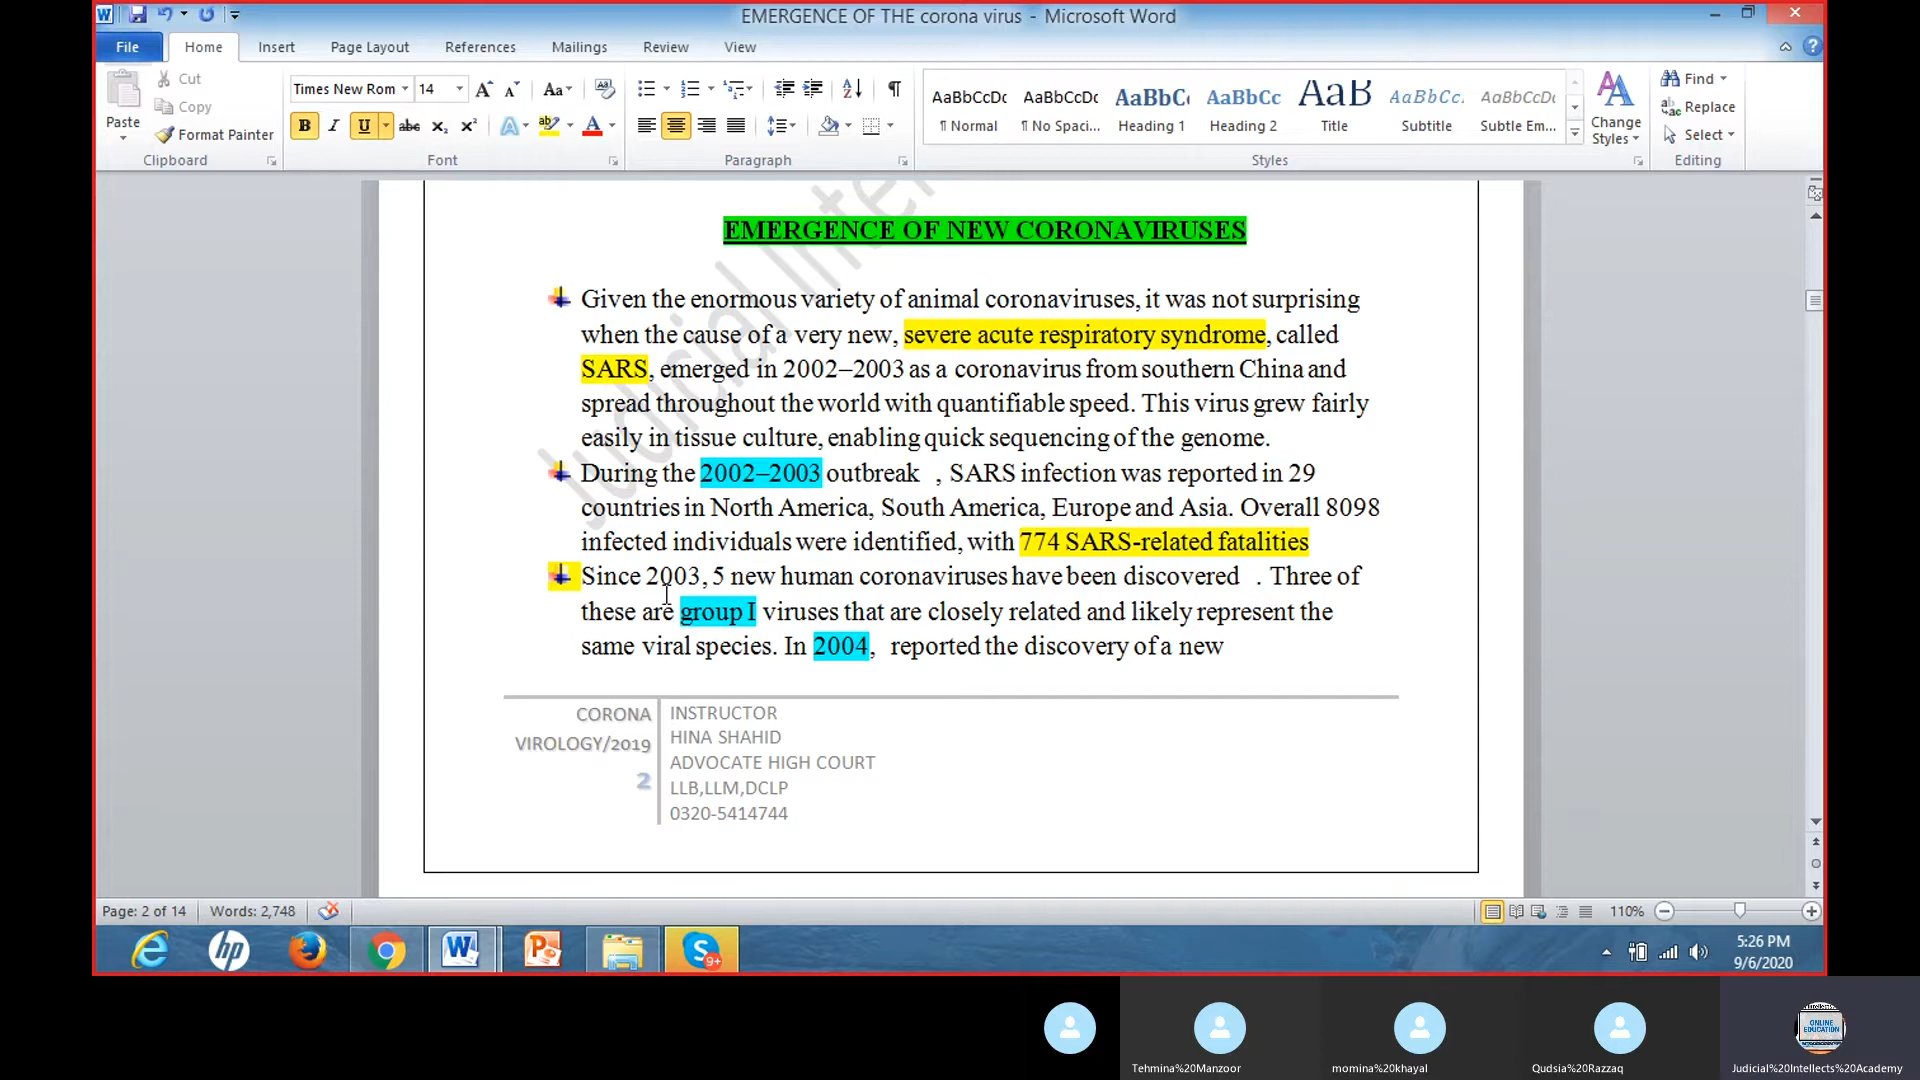 EMERGENCE OF THE corona virus - Microsoft Word
File Home Insert Page Layout References Mailings Review View
Cut
Copy
Format Painter
Paste
Clipboard
Times New Rom 14
Font
Paragraph
AaBbCcDc AaBbCcDc AaBbC AaBbCc AaB AaBbCc. AaBbCcDc
¶ Normal ¶ No Spaci... Heading 1 Heading 2 Title Subtitle Subtle Em...
Styles
Change
Styles
Find
Replace
Select
Editing
Judicial Inte
EMERGENCE OF NEW CORONAVIRUSES
Given the enormous variety of animal coronaviruses, it was not surprising
when the cause of a very new, severe acute respiratory syndrome, called
SARS, emerged in 2002–2003 as a coronavirus from southern China and
spread throughout the world with quantifiable speed. This virus grew fairly
easily in tissue culture, enabling quick sequencing of the genome.
During the 2002–2003 outbreak , SARS infection was reported in 29
countries in North America, South America, Europe and Asia. Overall 8098
infected individuals were identified, with 774 SARS-related fatalities
Since 2003, 5 new human coronaviruses have been discovered . Three of
these are group I viruses that are closely related and likely represent the
same viral species. In 2004, reported the discovery of a new
CORONA
VIROLOGY/2019
2
INSTRUCTOR
HINA SHAHID
ADVOCATE HIGH COURT
LLB,LLM,DCLP
0320-5414744
Page: 2 of 14 Words: 2,748 110%
9+
5:26 PM
9/6/2020
ONLINE
EDUCATION
Tehmina%20Manzoor momina%20khayal Qudsia%20Razzaq Judicial%20Intellects%20Academy